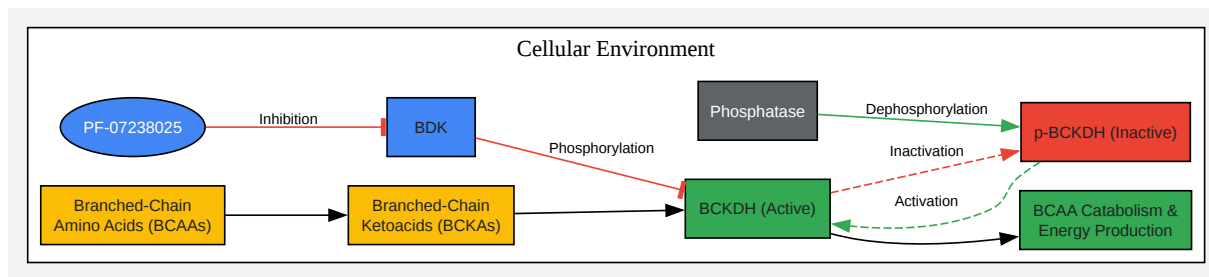 Cellular Environment
PF-07238025
Inhibition
BDK
Phosphorylation
Phosphatase
Dephosphorylation
p-BCKDH (Inactive)
Inactivation
Activation
Branched-Chain
Amino Acids (BCAAs)
Branched-Chain
Ketoacids (BCKAs)
BCKDH (Active)
BCAA Catabolism &
Energy Production